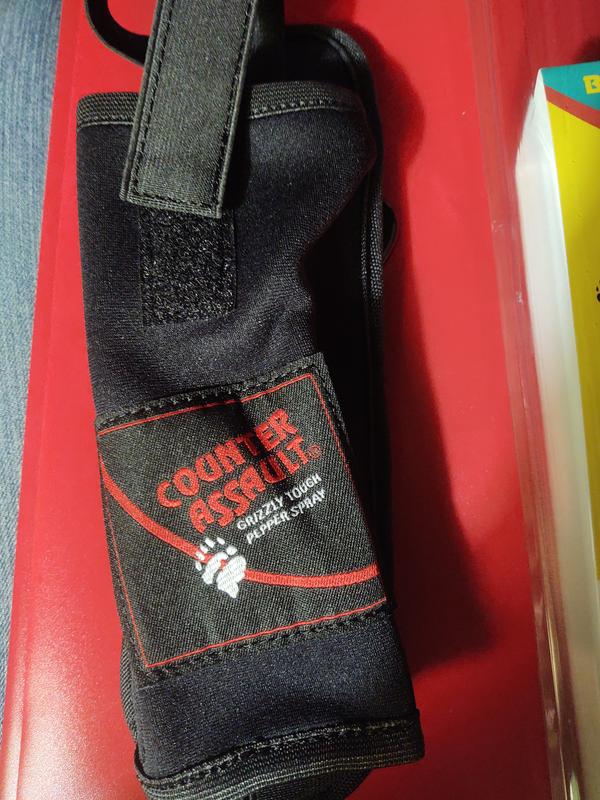 COUNTER
ASSAULT®
GRIZZLY TOUGH
PEPPER SPRAY
B